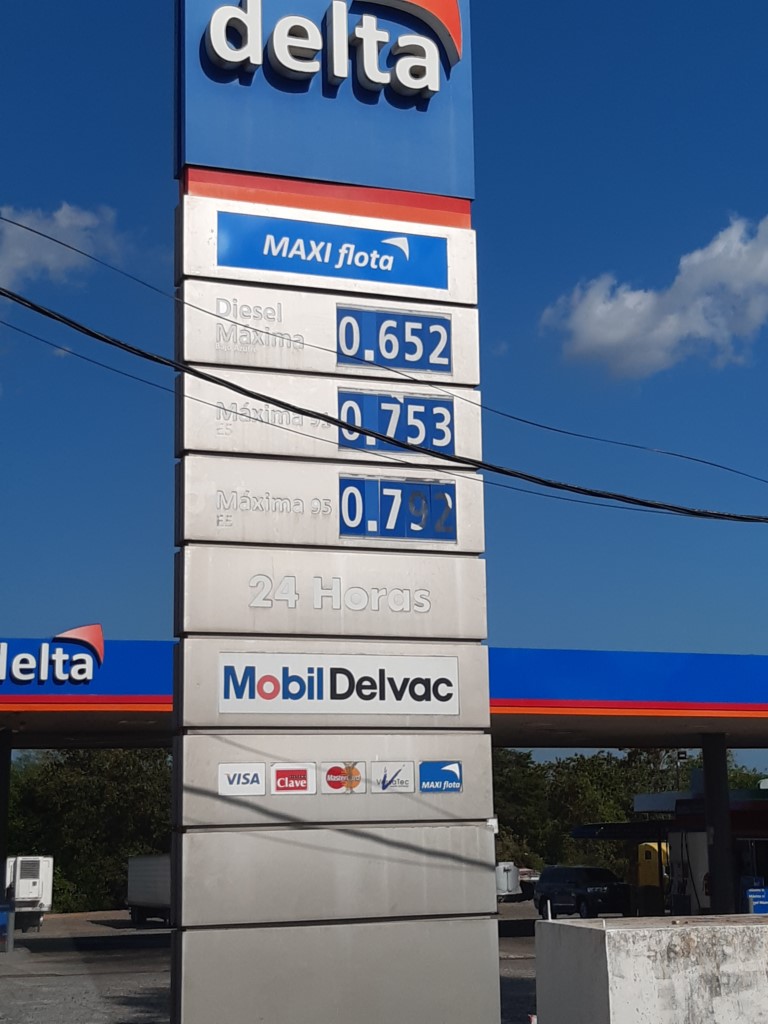 delta
MAXI flota
Diesel
Máxima
0.652
Máxima 91
E5
0.753
Máxima 95
E5
0.792
24 Horas
delta
Mobil Delvac
VISA
Clave
MasterCard
MAXI flota